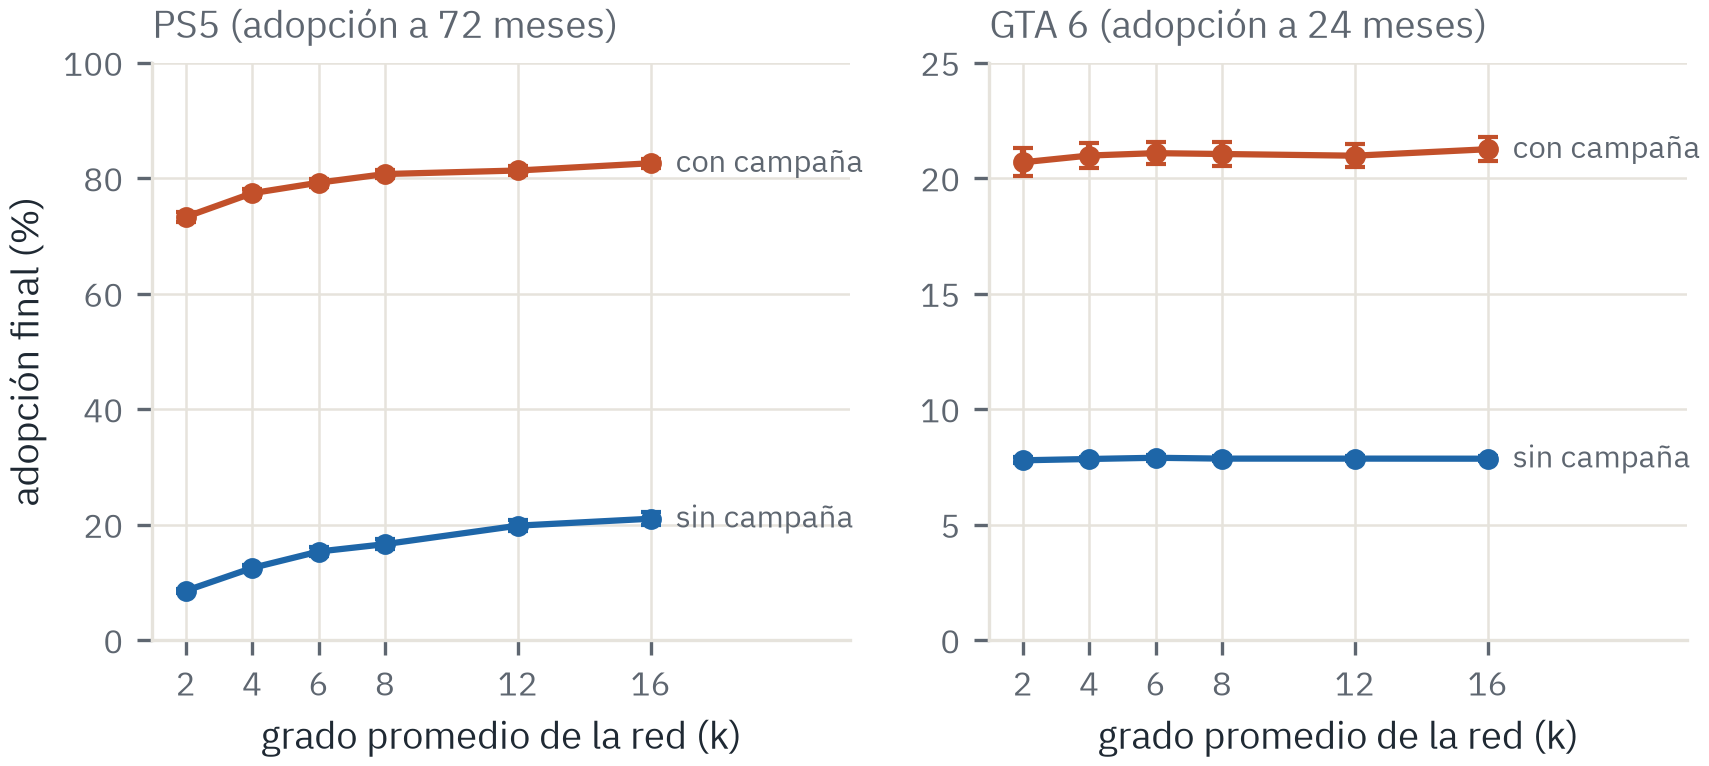 PS5 (adopción a 72 meses)
100
80
60
40
20
0
adopción final (%)
con campaña
sin campaña
2 4 6 8 12 16
grado promedio de la red (k)
GTA 6 (adopción a 24 meses)
25
20
15
10
5
0
con campaña
sin campaña
2 4 6 8 12 16
grado promedio de la red (k)